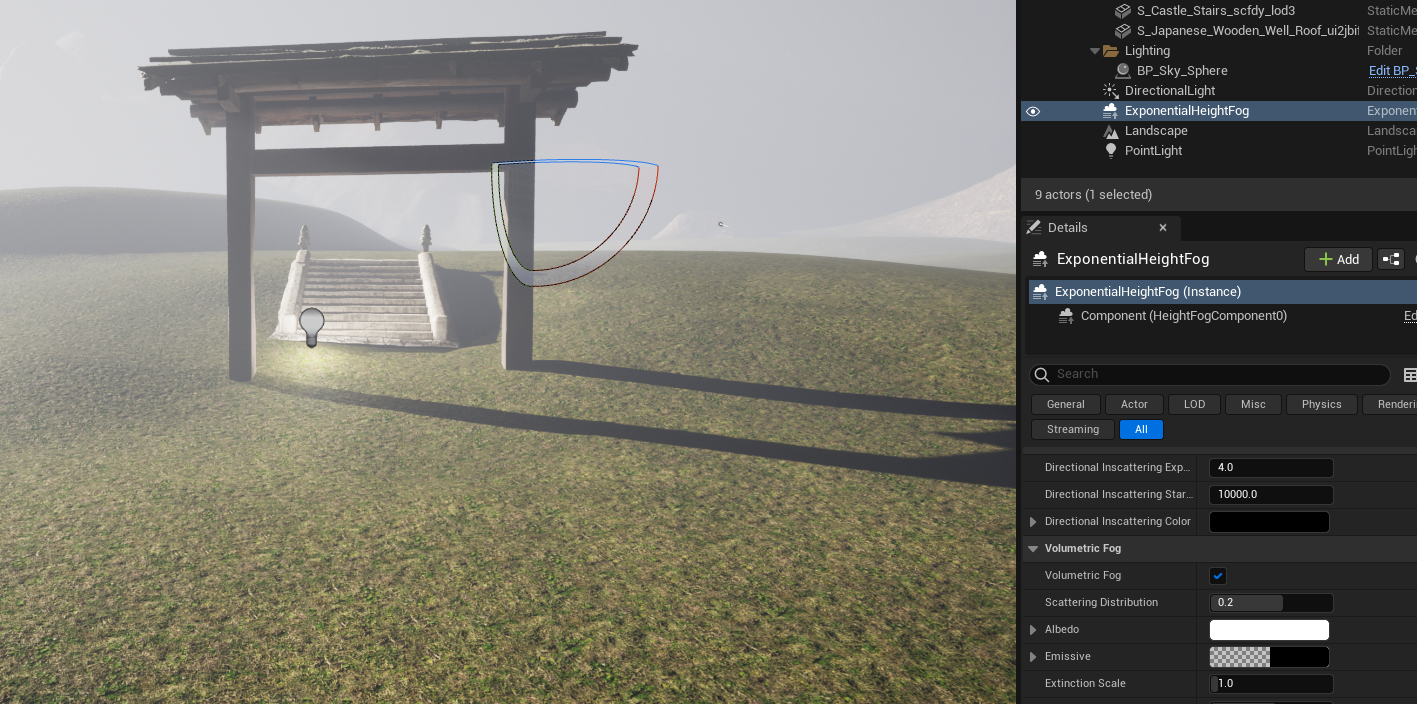 S_Castle_Stairs_scfdy_lod3 StaticMe
S_Japanese_Wooden_Well_Roof_ui2jbi StaticMe
Lighting Folder
BP_Sky_Sphere Edit BP_
DirectionalLight Direction
ExponentialHeightFog Exponen
Landscape Landsca
PointLight PointLigh
9 actors (1 selected)
Details
ExponentialHeightFog Add
ExponentialHeightFog (Instance)
Component (HeightFogComponent0) Ed
Search
General Actor LOD Misc Physics Renderi
Streaming All
Directional Inscattering Exp... 4.0
Directional Inscattering Star... 10000.0
Directional Inscattering Color
Volumetric Fog
Volumetric Fog
Scattering Distribution 0.2
Albedo
Emissive
Extinction Scale 1.0